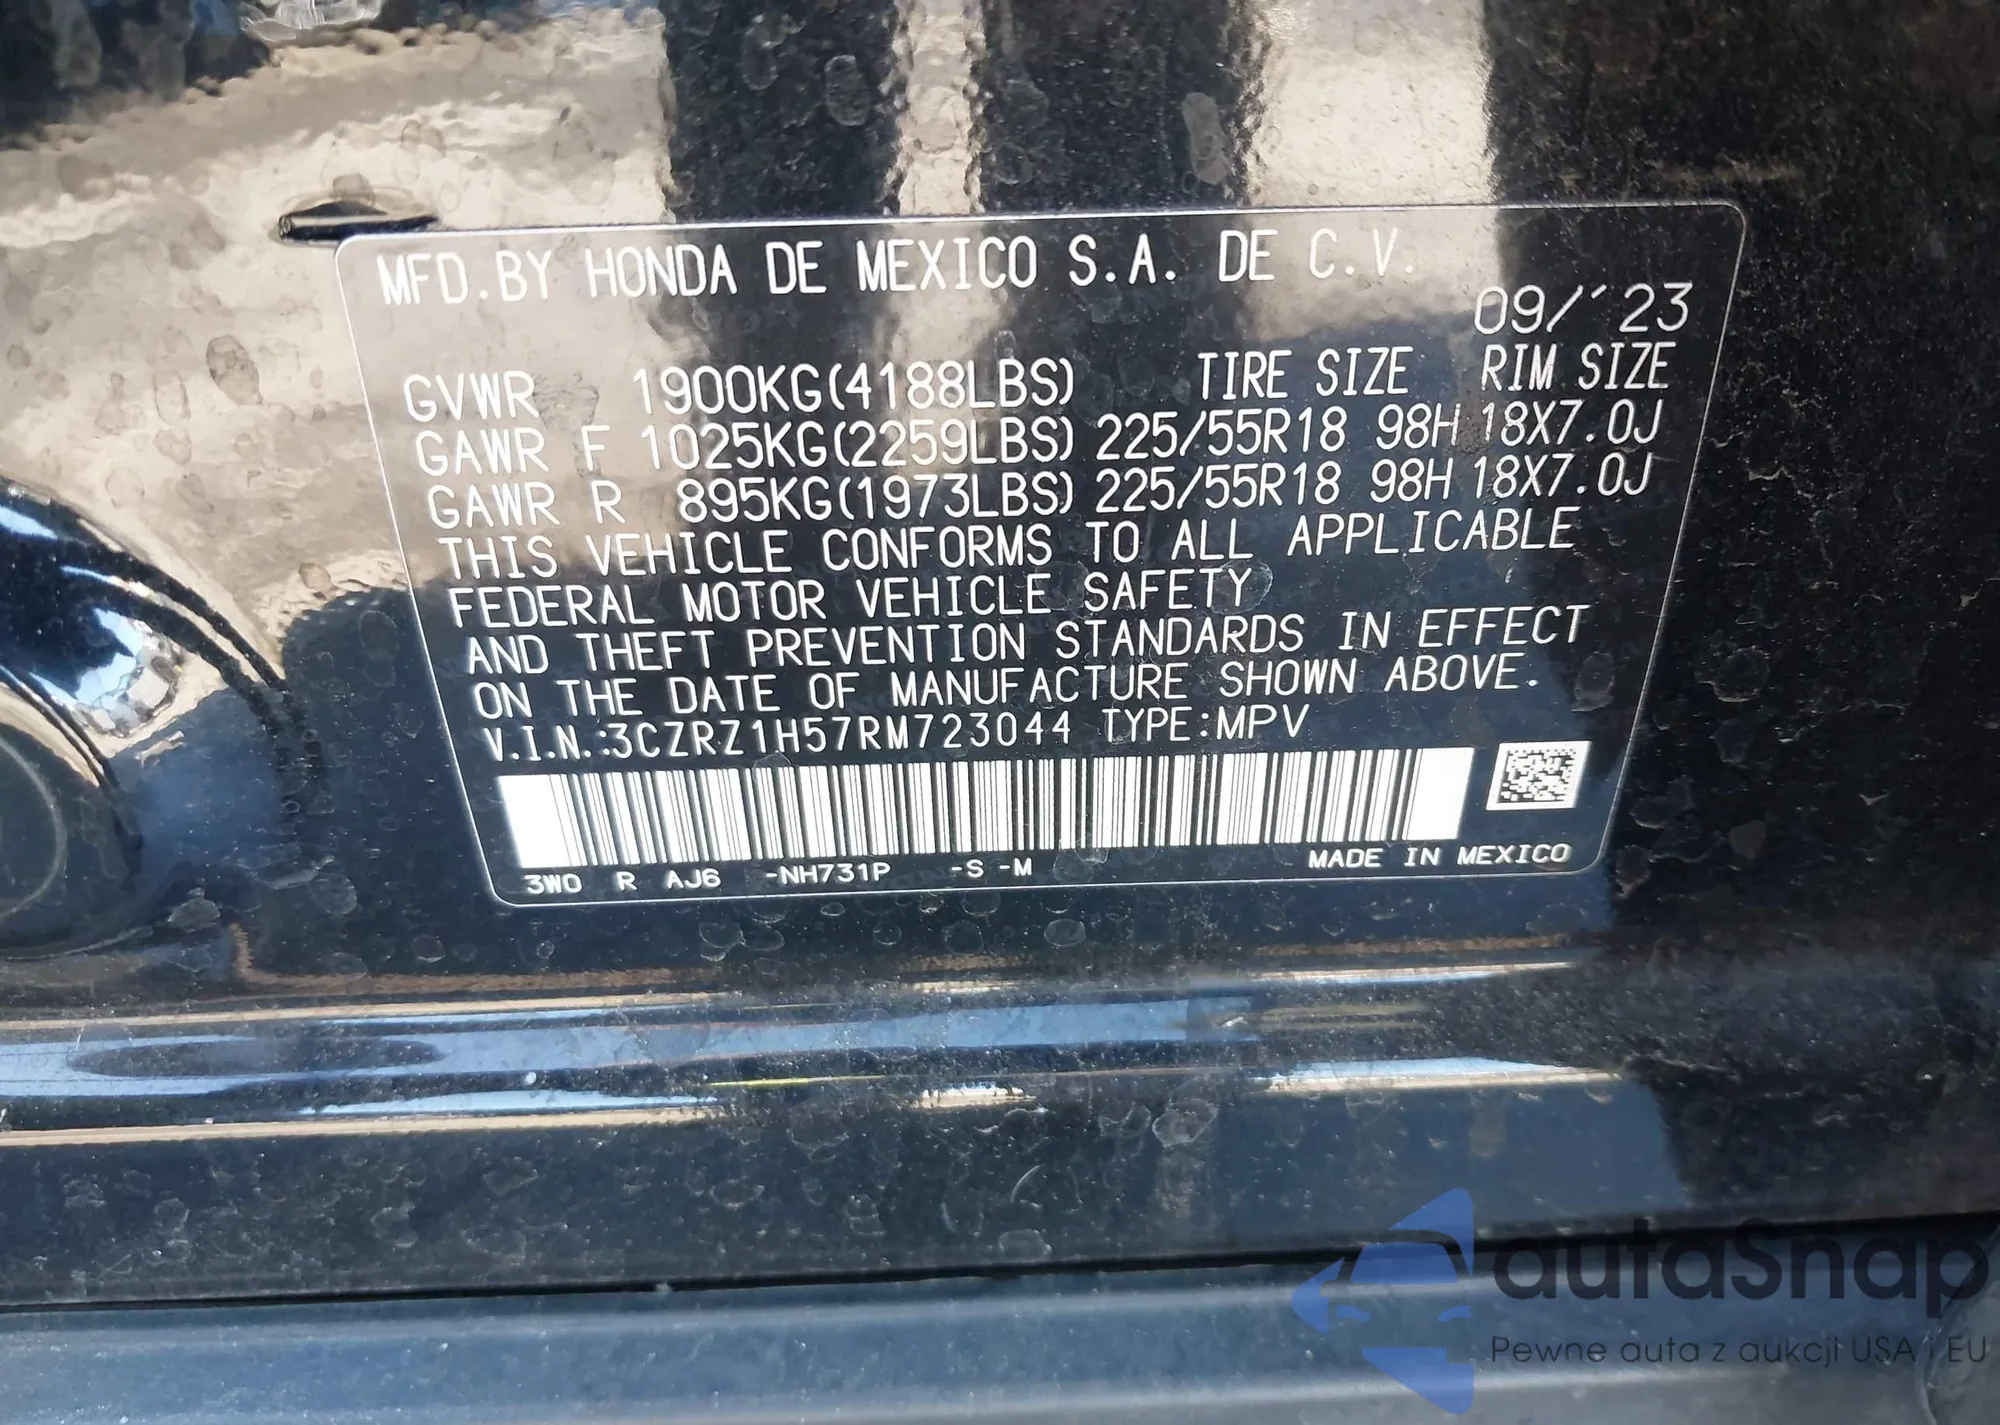 MFD.BY HONDA DE MEXICO S.A. DE C.V.
09/´23
GVWR 1900KG(4188LBS) TIRE SIZE RIM SIZE
GAWR F 1025KG(2259LBS) 225/55R18 98H 18X7.0J
GAWR R 895KG(1973LBS) 225/55R18 98H 18X7.0J
THIS VEHICLE CONFORMS TO ALL APPLICABLE
FEDERAL MOTOR VEHICLE SAFETY
AND THEFT PREVENTION STANDARDS IN EFFECT
ON THE DATE OF MANUFACTURE SHOWN ABOVE.
V.I.N.:3CZRZ1H57RM723044 TYPE:MPV
3W0 R AJ6 -NH731P -S -M MADE IN MEXICO
autaSnap
Pewne auta z aukcji USA i EU